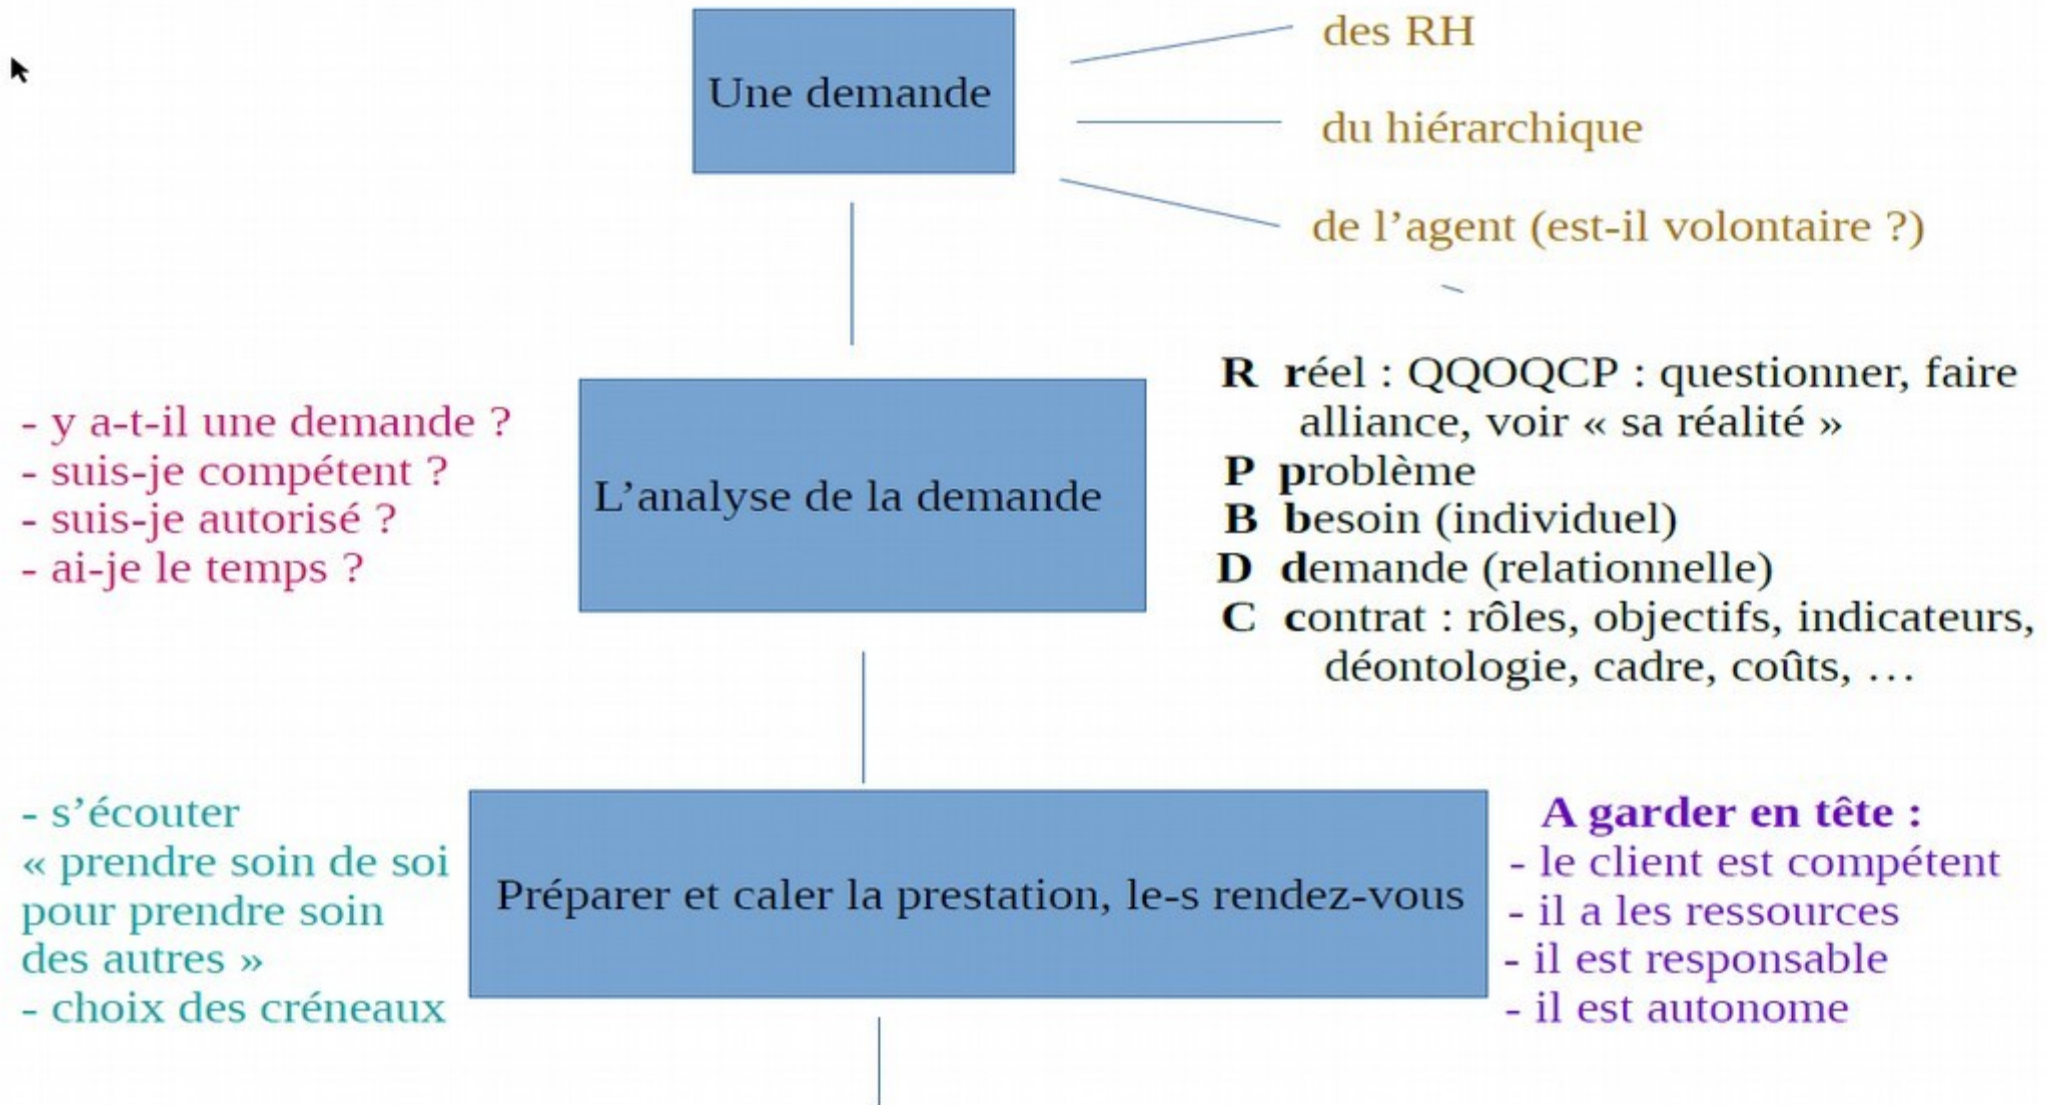 Une demande
des RH
du hiérarchique
de l’agent (est-il volontaire ?)
- y a-t-il une demande ?
- suis-je compétent ?
- suis-je autorisé ?
- ai-je le temps ?
L’analyse de la demande
R réel : QQOQCP : questionner, faire
alliance, voir « sa réalité »
P problème
B besoin (individuel)
D demande (relationnelle)
C contrat : rôles, objectifs, indicateurs,
déontologie, cadre, coûts, …
- s’écouter
« prendre soin de soi
pour prendre soin
des autres »
- choix des créneaux
Préparer et caler la prestation, le-s rendez-vous
A garder en tête :
- le client est compétent
- il a les ressources
- il est responsable
- il est autonome